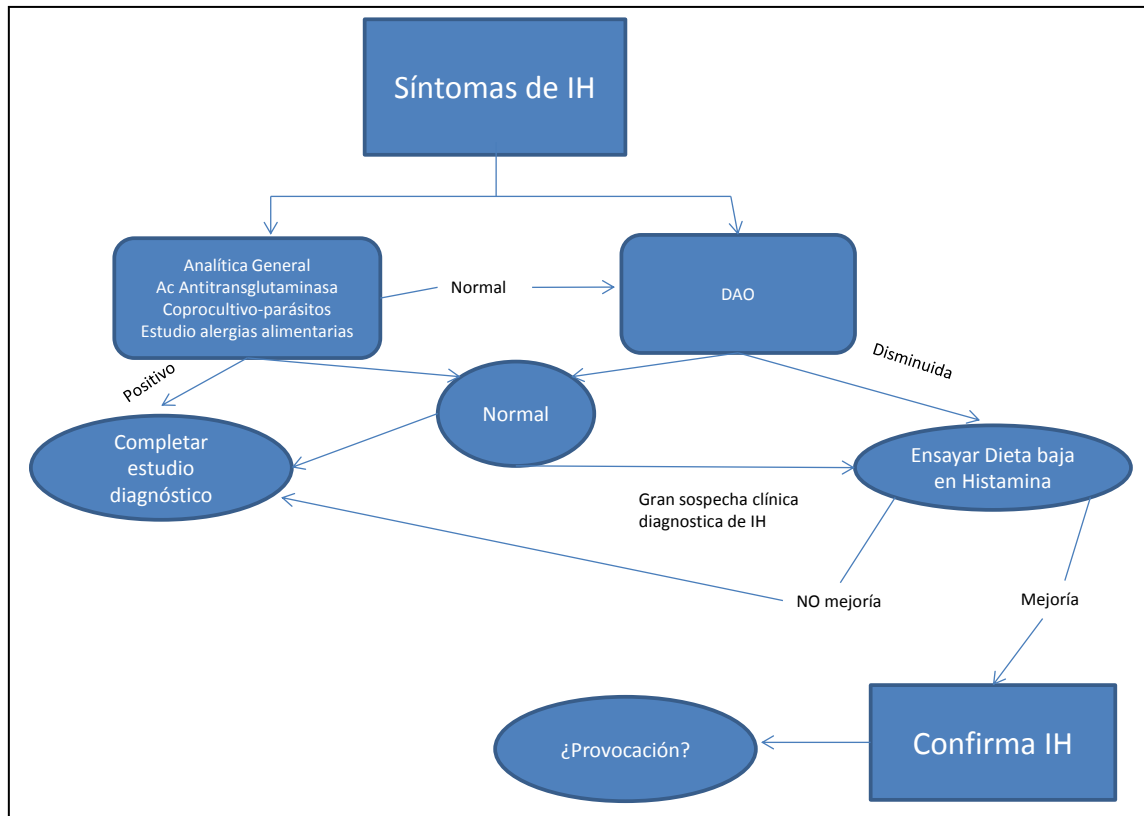 Síntomas de IH
Analítica General
Ac Antitransglutaminasa
Coprocultivo-parásitos
Estudio alergias alimentarias
Normal
DAO
Positivo
Disminuida
Normal
Completar
estudio
diagnóstico
Ensayar Dieta baja
en Histamina
Gran sospecha clínica
diagnostica de IH
NO mejoría
Mejoría
¿Provocación?
Confirma IH